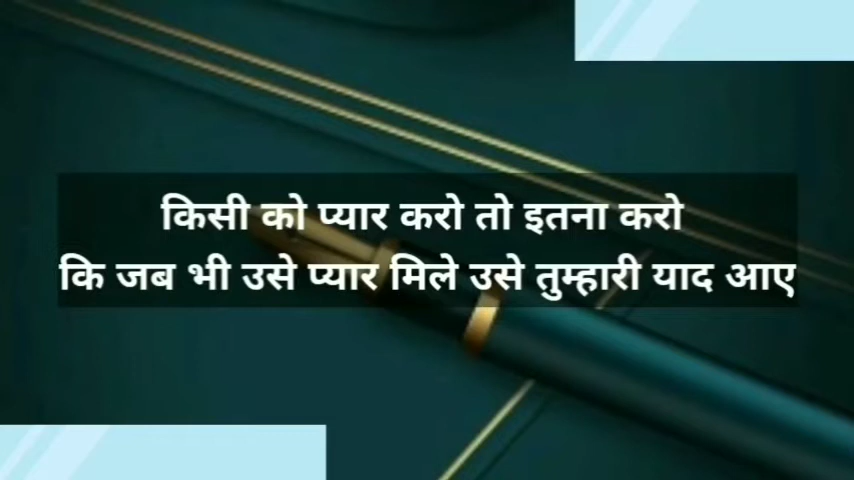 किसी को प्यार करो तो इतना करो
कि जब भी उसे प्यार मिले उसे तुम्हारी याद आए